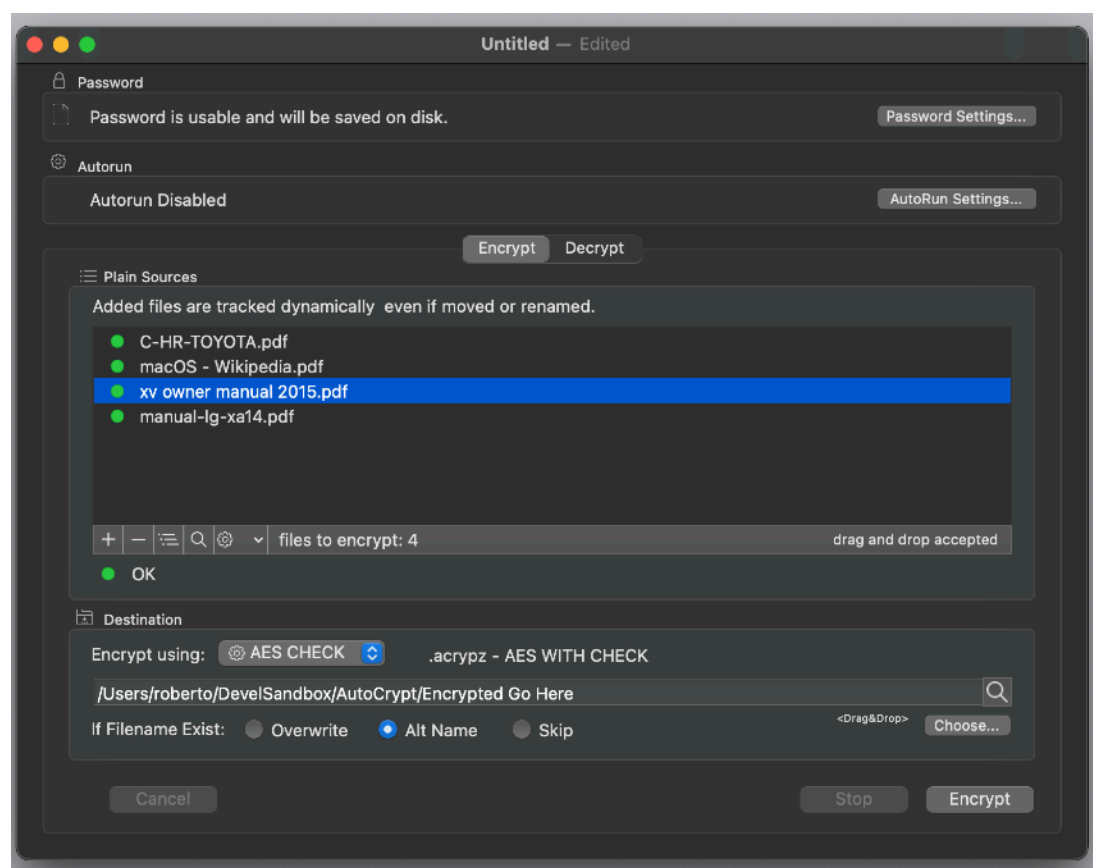 Untitled — Edited
Password
Password is usable and will be saved on disk.
Password Settings...
Autorun
Autorun Disabled
AutoRun Settings...
Encrypt Decrypt
Plain Sources
Added files are tracked dynamically  even if moved or renamed.
C-HR-TOYOTA.pdf
macOS - Wikipedia.pdf
xv owner manual 2015.pdf
manual-lg-xa14.pdf
files to encrypt: 4
drag and drop accepted
OK
Destination
Encrypt using: AES CHECK .acrypz - AES WITH CHECK
/Users/roberto/DevelSandbox/AutoCrypt/Encrypted Go Here
If Filename Exist: Overwrite Alt Name Skip
<Drag&Drop> Choose...
Cancel Stop Encrypt